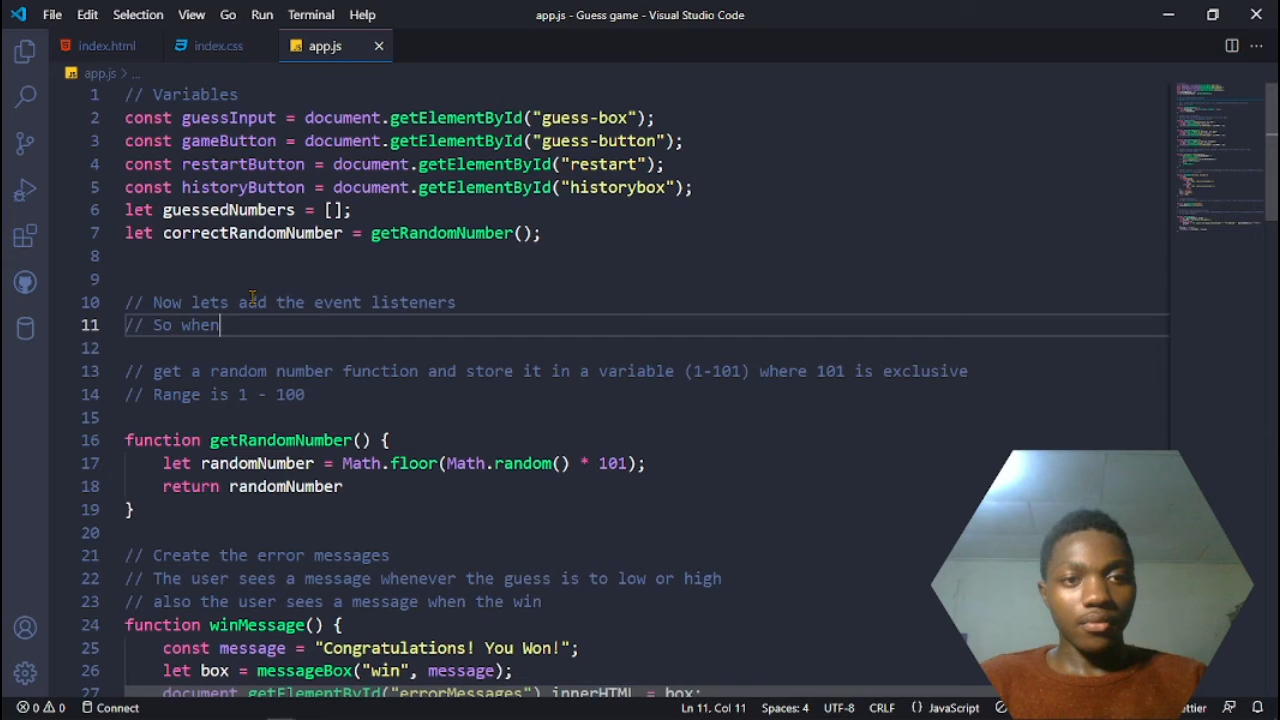 File Edit Selection View Go Run Terminal Help
app.js - Guess game - Visual Studio Code
index.html index.css app.js
app.js > ...
1 // Variables
2 const guessInput = document.getElementById("guess-box");
3 const gameButton = document.getElementById("guess-button");
4 const restartButton = document.getElementById("restart");
5 const historyButton = document.getElementById("historybox");
6 let guessedNumbers = [];
7 let correctRandomNumber = getRandomNumber();
8
9
10 // Now lets add the event listeners
11 // So when
12
13 // get a random number function and store it in a variable (1-101) where 101 is exclusive
14 // Range is 1 - 100
15
16 function getRandomNumber() {
17 let randomNumber = Math.floor(Math.random() * 101);
18 return randomNumber
19 }
20
21 // Create the error messages
22 // The user sees a message whenever the guess is to low or high
23 // also the user sees a message when the win
24 function winMessage() {
25 const message = "Congratulations! You Won!";
26 let box = messageBox("win", message);
27 document.getElementById("errorMessages").innerHTML = box;
0 0 Connect Ln 11, Col 11 Spaces: 4 UTF-8 CRLF {} JavaScript